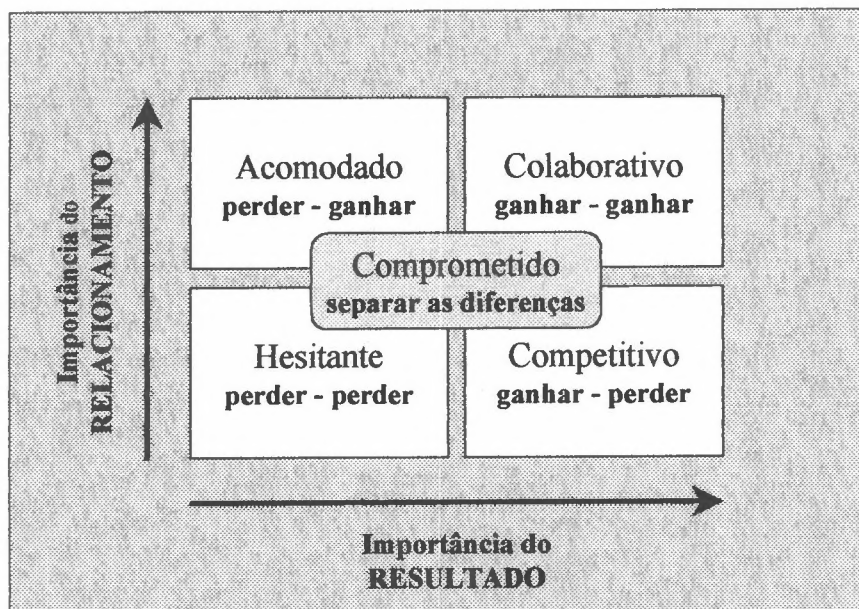 Importância do
RELACIONAMENTO
Acomodado
perder - ganhar
Colaborativo
ganhar - ganhar
Comprometido
separar as diferenças
Hesitante
perder - perder
Competitivo
ganhar - perder
Importância do
RESULTADO